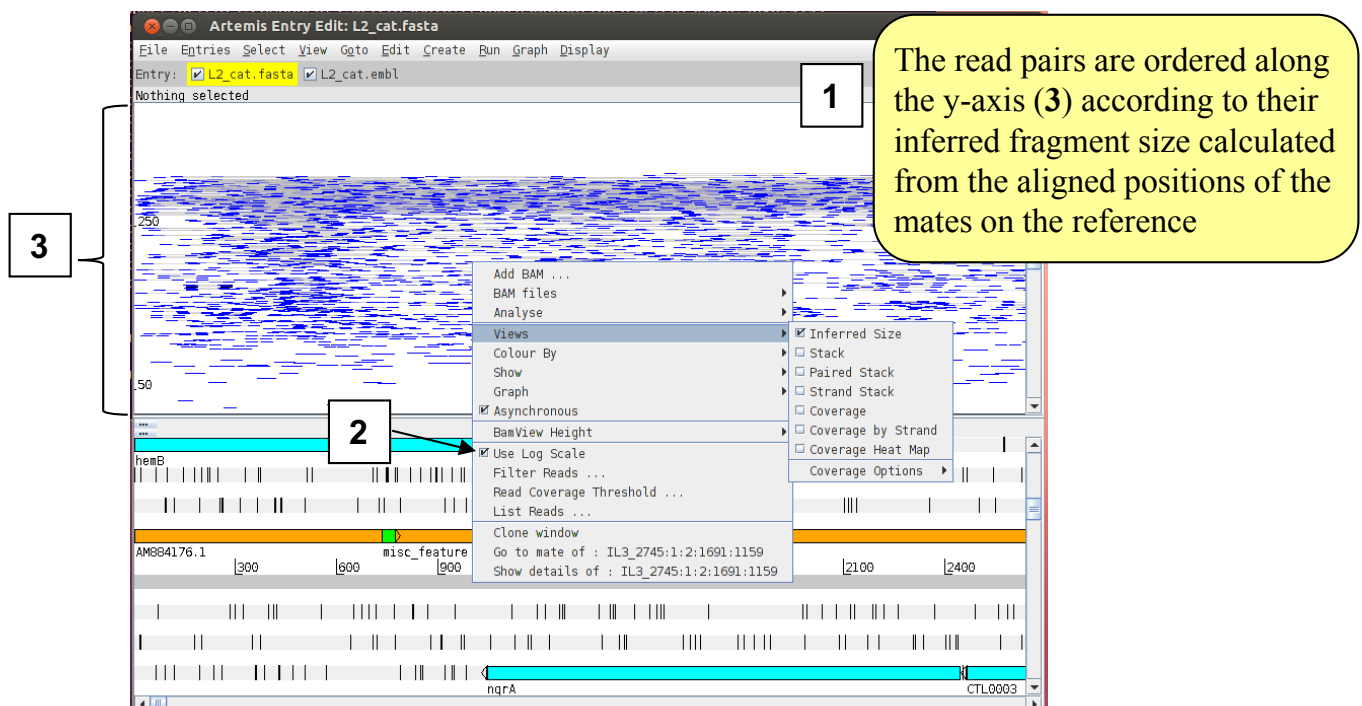 Artemis Entry Edit: L2_cat.fasta
File Entries Select View Goto Edit Create Run Graph Display
Entry: L2_cat.fasta L2_cat.embl
Nothing selected
1
The read pairs are ordered along
the y-axis (3) according to their
inferred fragment size calculated
from the aligned positions of the
mates on the reference
3
250
50
Add BAM ...
BAM files
Analyse
Views
Colour By
Show
Graph
Asynchronous
BamView Height
Use Log Scale
Filter Reads ...
Read Coverage Threshold ...
List Reads ...
Clone window
Go to mate of : IL3_2745:1:2:1691:1159
Show details of : IL3_2745:1:2:1691:1159
Inferred Size
Stack
Paired Stack
Strand Stack
Coverage
Coverage by Strand
Coverage Heat Map
Coverage Options
2
hemB
AM884176.1 misc_feature
300 600 900 2100 2400
nqrA CTL0003